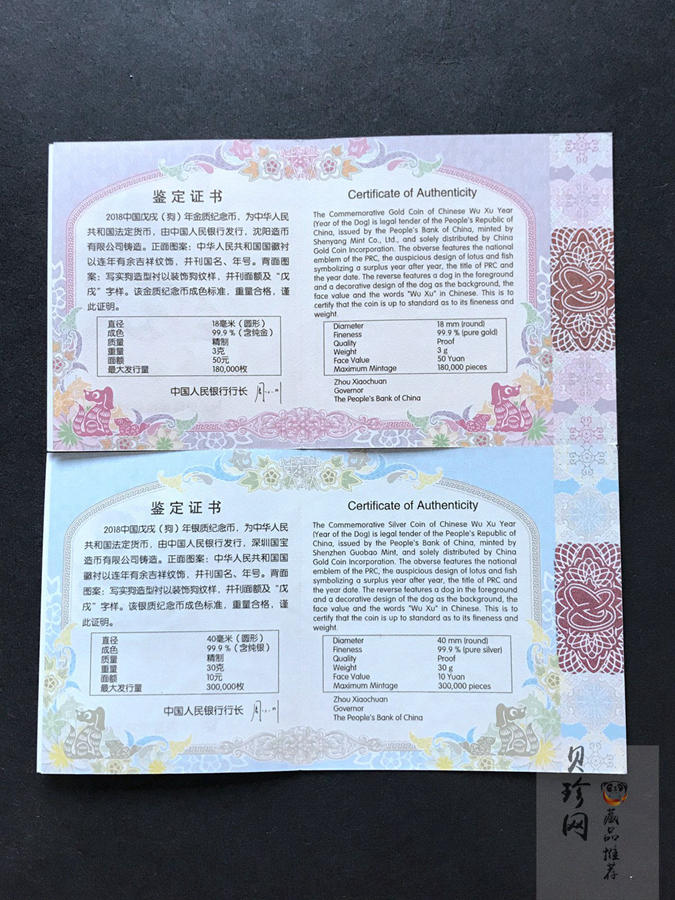 鉴定证书
2018中国戊戌（狗）年金质纪念币，为中华人民
共和国法定货币，由中国人民银行发行，沈阳造币
有限公司铸造。正面图案：中华人民共和国国徽衬
以连年有余吉祥纹饰，并刊国名、年号。背面图
案：写实狗造型衬以装饰狗纹样，并刊面额及“戊
戌”字样。该金质纪念币成色标准，重量合格，谨
此证明。
直径 18毫米（圆形）
成色 99.9％（含纯金）
质量 精制
重量 3克
面额 50元
最大发行量 180,000枚
中国人民银行行长
Certificate of Authenticity
The Commemorative Gold Coin of Chinese Wu Xu Year
(Year of the Dog) is legal tender of the People's Republic of
China, issued by the People's Bank of China, minted by
Shenyang Mint Co., Ltd., and solely distributed by China
Gold Coin Incorporation. The obverse features the national
emblem of the PRC, the auspicious design of lotus and fish
symbolizing a surplus year after year, the title of PRC and
the year date. The reverse features a dog in the foreground
and a decorative design of the dog as the background, the
face value and the words "Wu Xu" in Chinese. This is to
certify that the coin is up to standard as to its fineness and
weight.
Diameter 18 mm (round)
Fineness 99.9 % (pure gold)
Quality Proof
Weight 3 g
Face Value 50 Yuan
Maximum Mintage 180,000 pieces
Zhou Xiaochuan
Governor
The People's Bank of China
鉴定证书
2018中国戊戌（狗）年银质纪念币，为中华人民
共和国法定货币，由中国人民银行发行，深圳国宝
造币有限公司铸造。正面图案：中华人民共和国国
徽衬以连年有余吉祥纹饰，并刊国名、年号。背面
图案：写实狗造型衬以装饰狗纹样，并刊面额及“戊
戌”字样。该银质纪念币成色标准，重量合格，谨
此证明。
直径 40毫米（圆形）
成色 99.9％（含纯银）
质量 精制
重量 30克
面额 10元
最大发行量 300,000枚
中国人民银行行长
Certificate of Authenticity
The Commemorative Silver Coin of Chinese Wu Xu Year
(Year of the Dog) is legal tender of the People's Republic of
China, issued by the People's Bank of China, minted by
Shenzhen Guobao Mint, and solely distributed by China
Gold Coin Incorporation. The obverse features the national
emblem of the PRC, the auspicious design of lotus and fish
symbolizing a surplus year after year, the title of PRC and
the year date. The reverse features a dog in the foreground
and a decorative design of the dog as the background, the
face value and the words "Wu Xu" in Chinese. This is to
certify that the coin is up to standard as to its fineness and
weight.
Diameter 40 mm (round)
Fineness 99.9 % (pure silver)
Quality Proof
Weight 30 g
Face Value 10 Yuan
Maximum Mintage 300,000 pieces
Zhou Xiaochuan
Governor
The People's Bank of China
贝珍网
藏品推荐